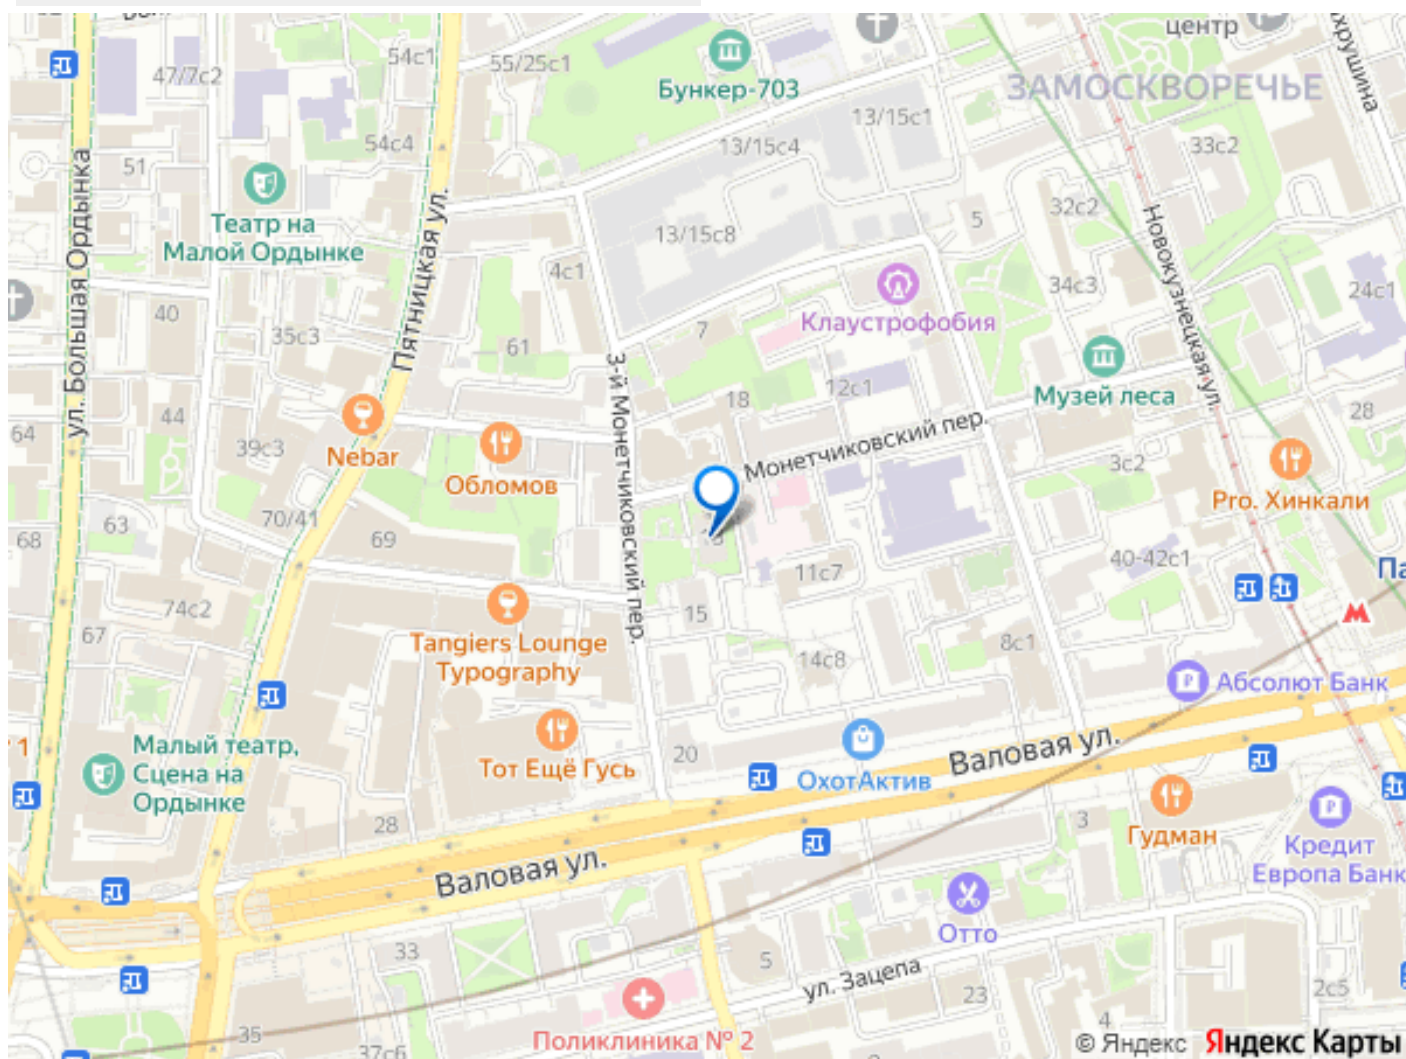 центр
54с1
55/25с1
47/7с2
Бункер-703
ЗАМОСКВОРЕЧЬЕ
13/15с1
54с4
13/15с4
33с2
51
Театр на
Малой Ордынке
ул. Большая Ордынка
Пятницкая ул.
5
32с2
13/15с8
4с1
34с3
24с1
Новокузнецкая ул.
40
35с3
7
Клаустрофобия
61
3-й Монетчиковский пер.
12с1
Музей леса
18
28
44
64
39с3
Nebar
Обломов
Монетчиковский пер.
3с2
Pro. Хинкали
63
70/41
68
69
11с7
40-42с1
74с2
67
Tangiers Lounge
Typography
15
14с8
8с1
Абсолют Банк
1
Малый театр,
Сцена на
Ордынке
Тот Ещё Гусь
20
ОхотАктив
Валовая ул.
28
3
Гудман
Кредит
Европа Банк
Валовая ул.
Отто
33
5
ул. Зацепа
23
2с5
35
Поликлиника № 2
37с6
4
© Яндекс Яндекс Карты